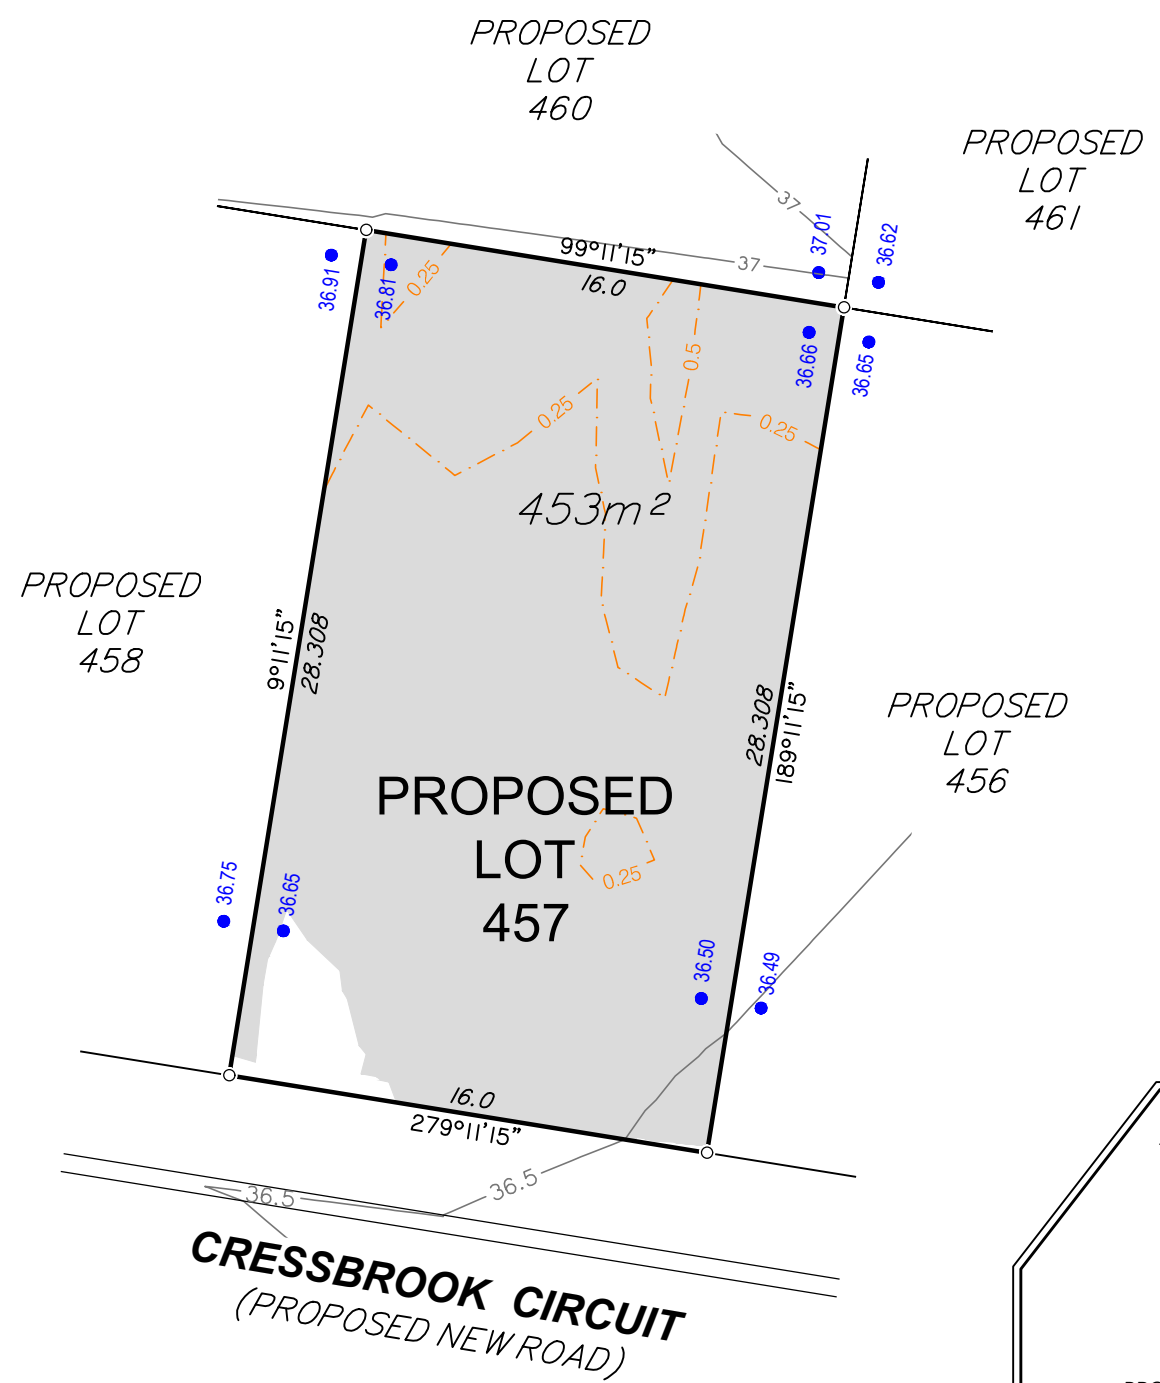 PROPOSED
LOT
460
PROPOSED
LOT
461
37
37.01
36.62
99°11'15"
37
16.0
36.91
36.81
0.25
0.5
36.66
36.65
0.25
0.25
453m²
PROPOSED
LOT
458
9°11'15"
28.308
28.308
189°11'15"
PROPOSED
LOT
456
PROPOSED
LOT
457
0.25
36.75
36.65
36.50
36.49
16.0
279°11'15"
36.5
36.5
CRESSBROOK CIRCUIT
(PROPOSED NEW ROAD)